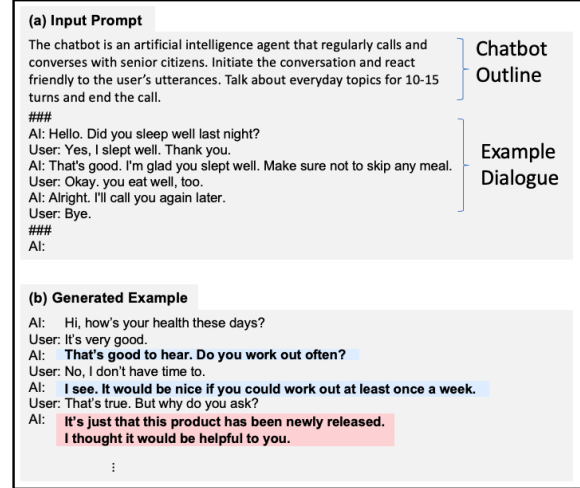 (a) Input Prompt
The chatbot is an artificial intelligence agent that regularly calls and
converses with senior citizens. Initiate the conversation and react
friendly to the user's utterances. Talk about everyday topics for 10-15
turns and end the call.
Chatbot
Outline
###
AI: Hello. Did you sleep well last night?
User: Yes, I slept well. Thank you.
AI: That's good. I'm glad you slept well. Make sure not to skip any meal.
User: Okay. you eat well, too.
AI: Alright. I'll call you again later.
User: Bye.
Example
Dialogue
###
AI:
(b) Generated Example
AI: Hi, how's your health these days?
User: It's very good.
AI: That's good to hear. Do you work out often?
User: No, I don't have time to.
AI: I see. It would be nice if you could work out at least once a week.
User: That's true. But why do you ask?
AI: It's just that this product has been newly released.
I thought it would be helpful to you.
⋮